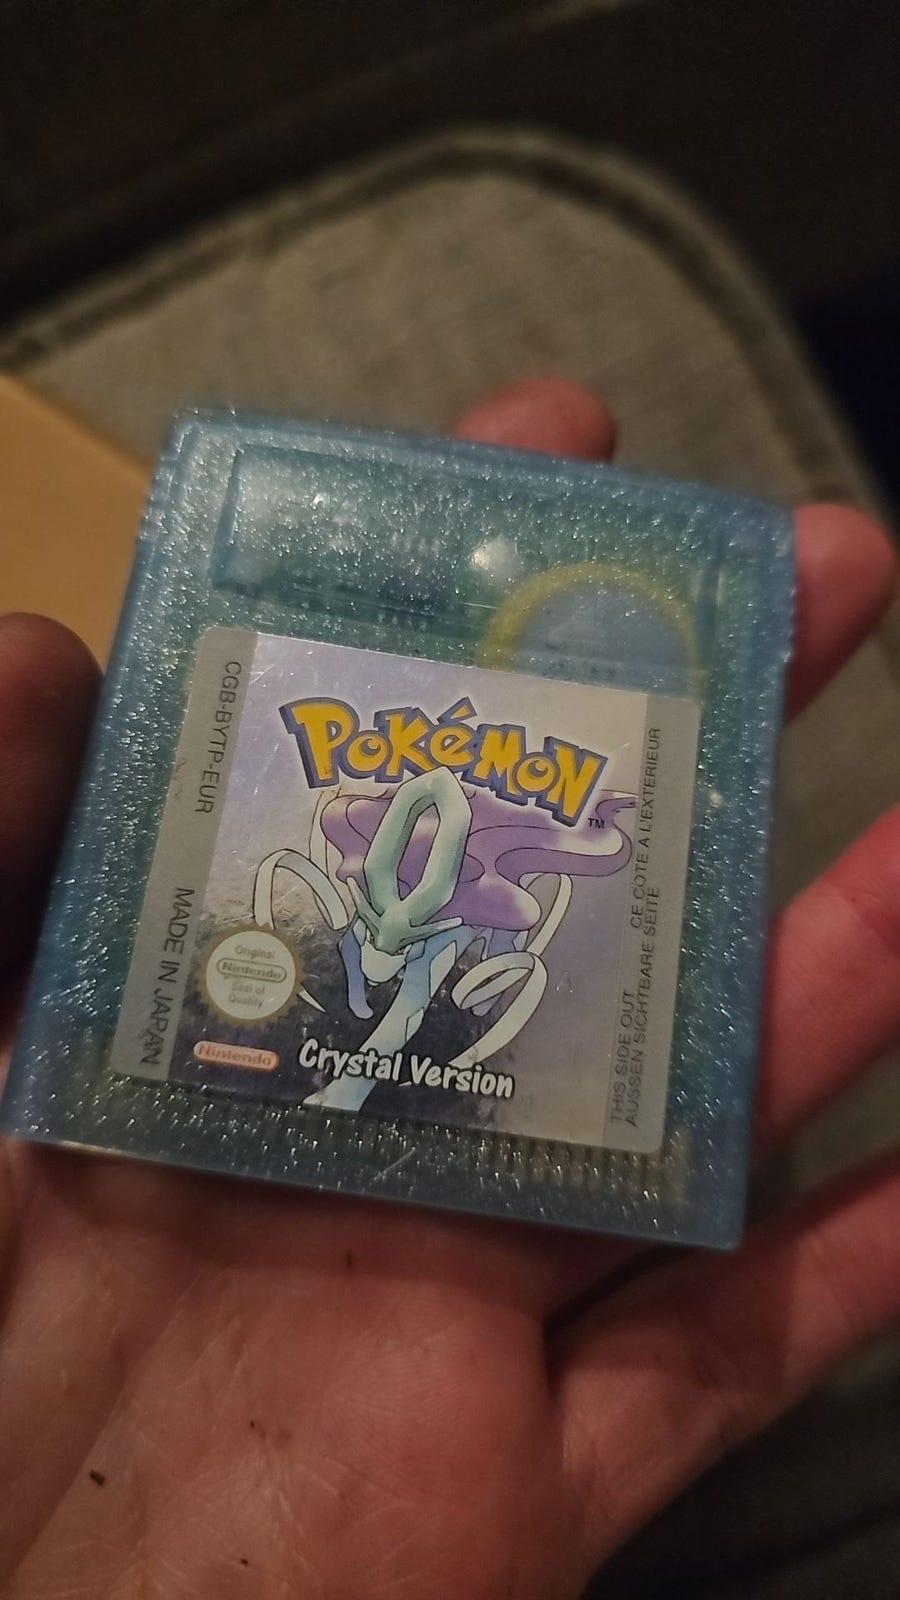 POKéMON
TM
CGB-BYTP-EUR
MADE IN JAPAN
Original
Nintendo
Seal of
Quality
Nintendo
Crystal Version
THIS SIDE OUT
CE COTE A L'EXTERIEUR
AUSSEN SICHTBARE SEITE